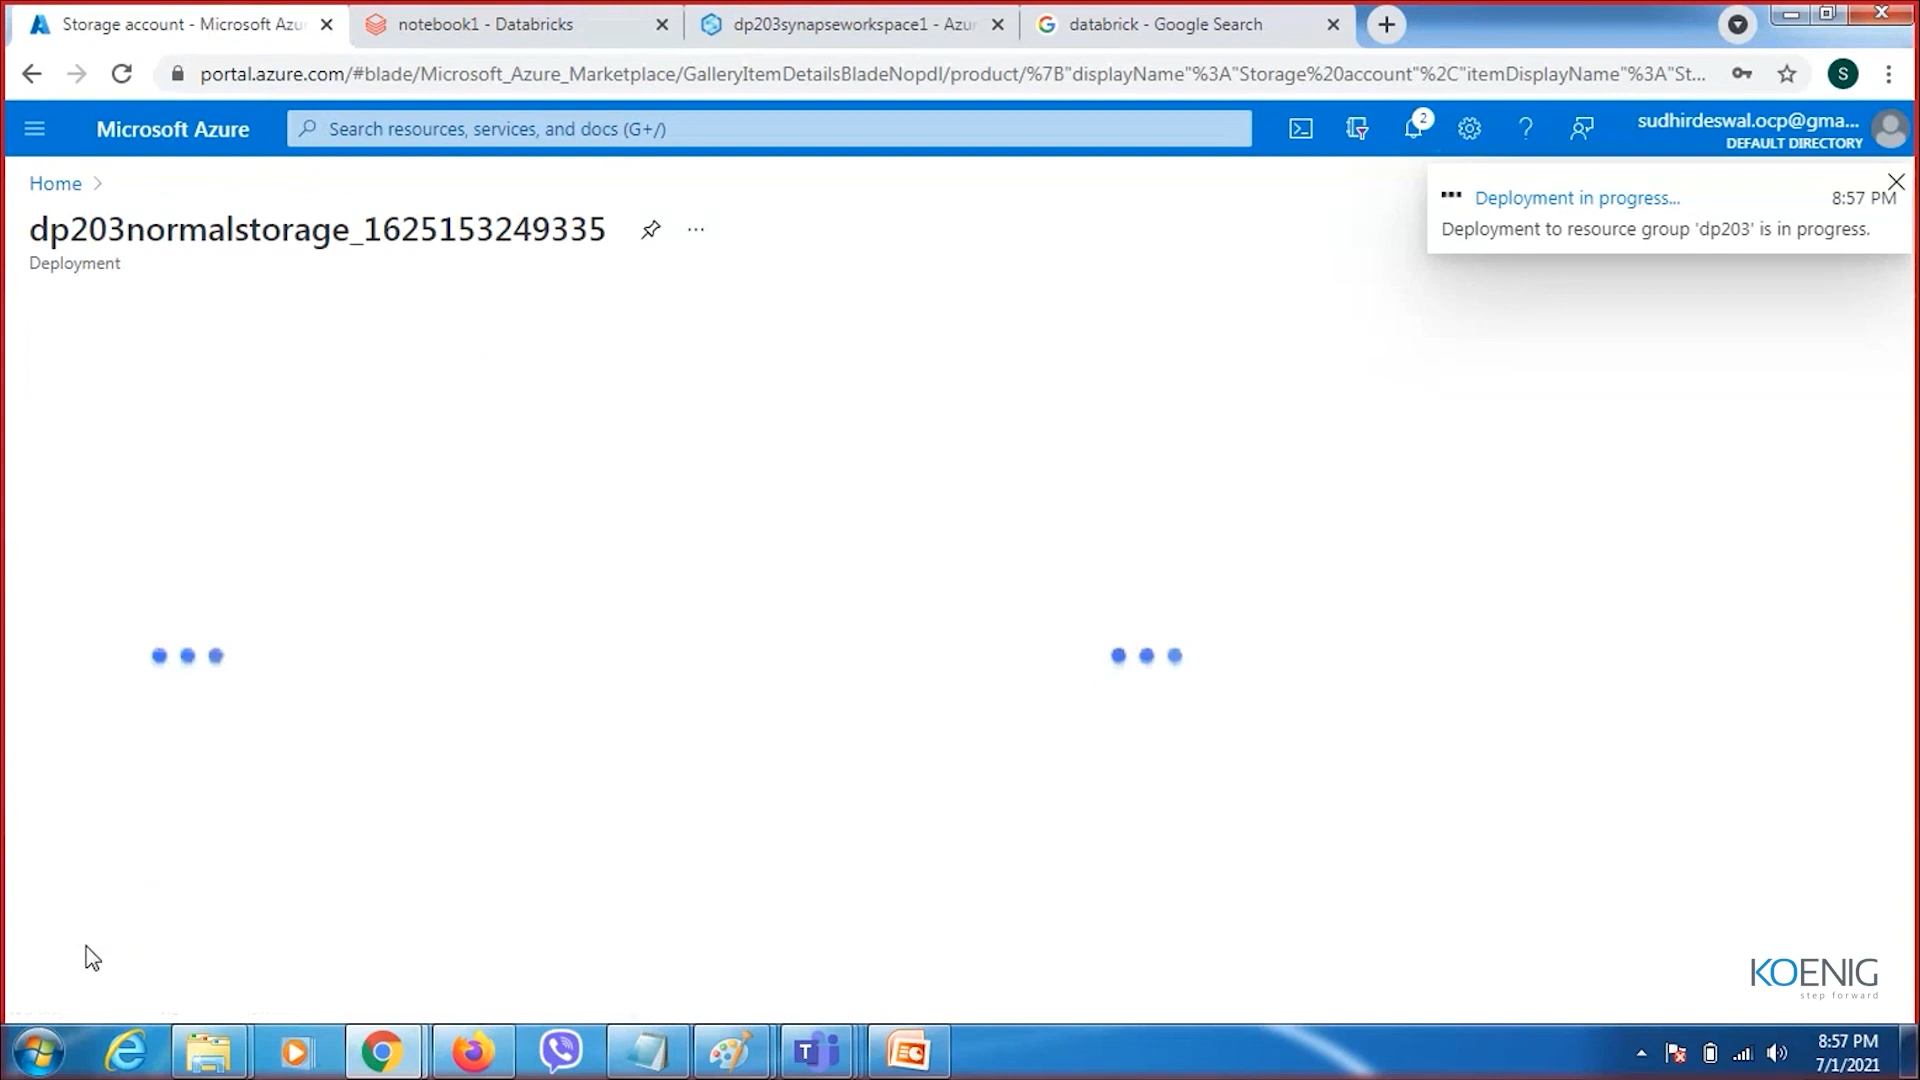 Storage account - Microsoft Azu
notebook1 - Databricks
dp203synapseworkspace1 - Azu
databrick - Google Search
portal.azure.com/#blade/Microsoft_Azure_Marketplace/GalleryItemDetailsBladeNopdl/product/%7B"displayName"%3A"Storage%20account"%2C"itemDisplayName"%3A"St...
S
Microsoft Azure
Search resources, services, and docs (G+/)
2
sudhirdeswal.ocp@gma...
DEFAULT DIRECTORY
Home
Deployment in progress...
8:57 PM
Deployment to resource group 'dp203' is in progress.
dp203normalstorage_1625153249335
Deployment
KOENIG
step forward
8:57 PM
7/1/2021